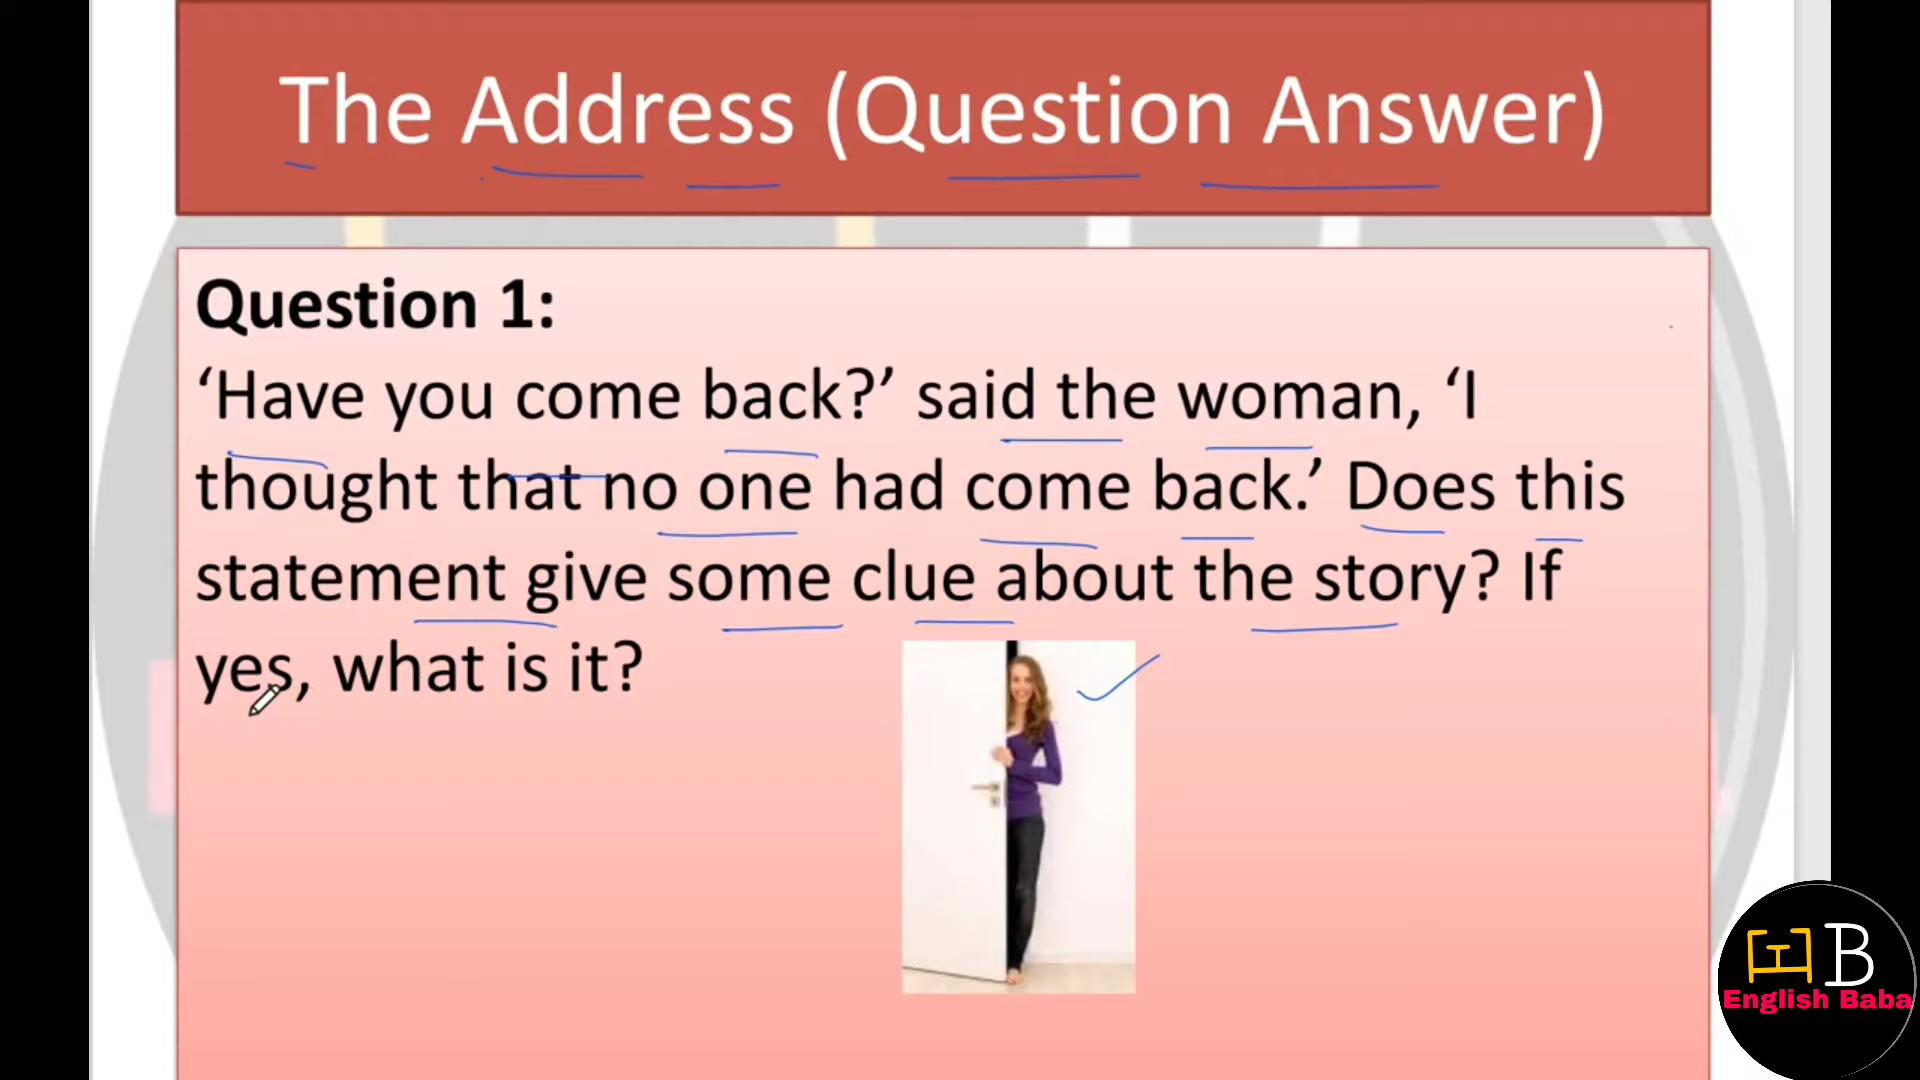 The Address (Question Answer)
Question 1:
‘Have you come back?’ said the woman, ‘I
thought that no one had come back.’ Does this
statement give some clue about the story? If
yes, what is it?
B
English Baba